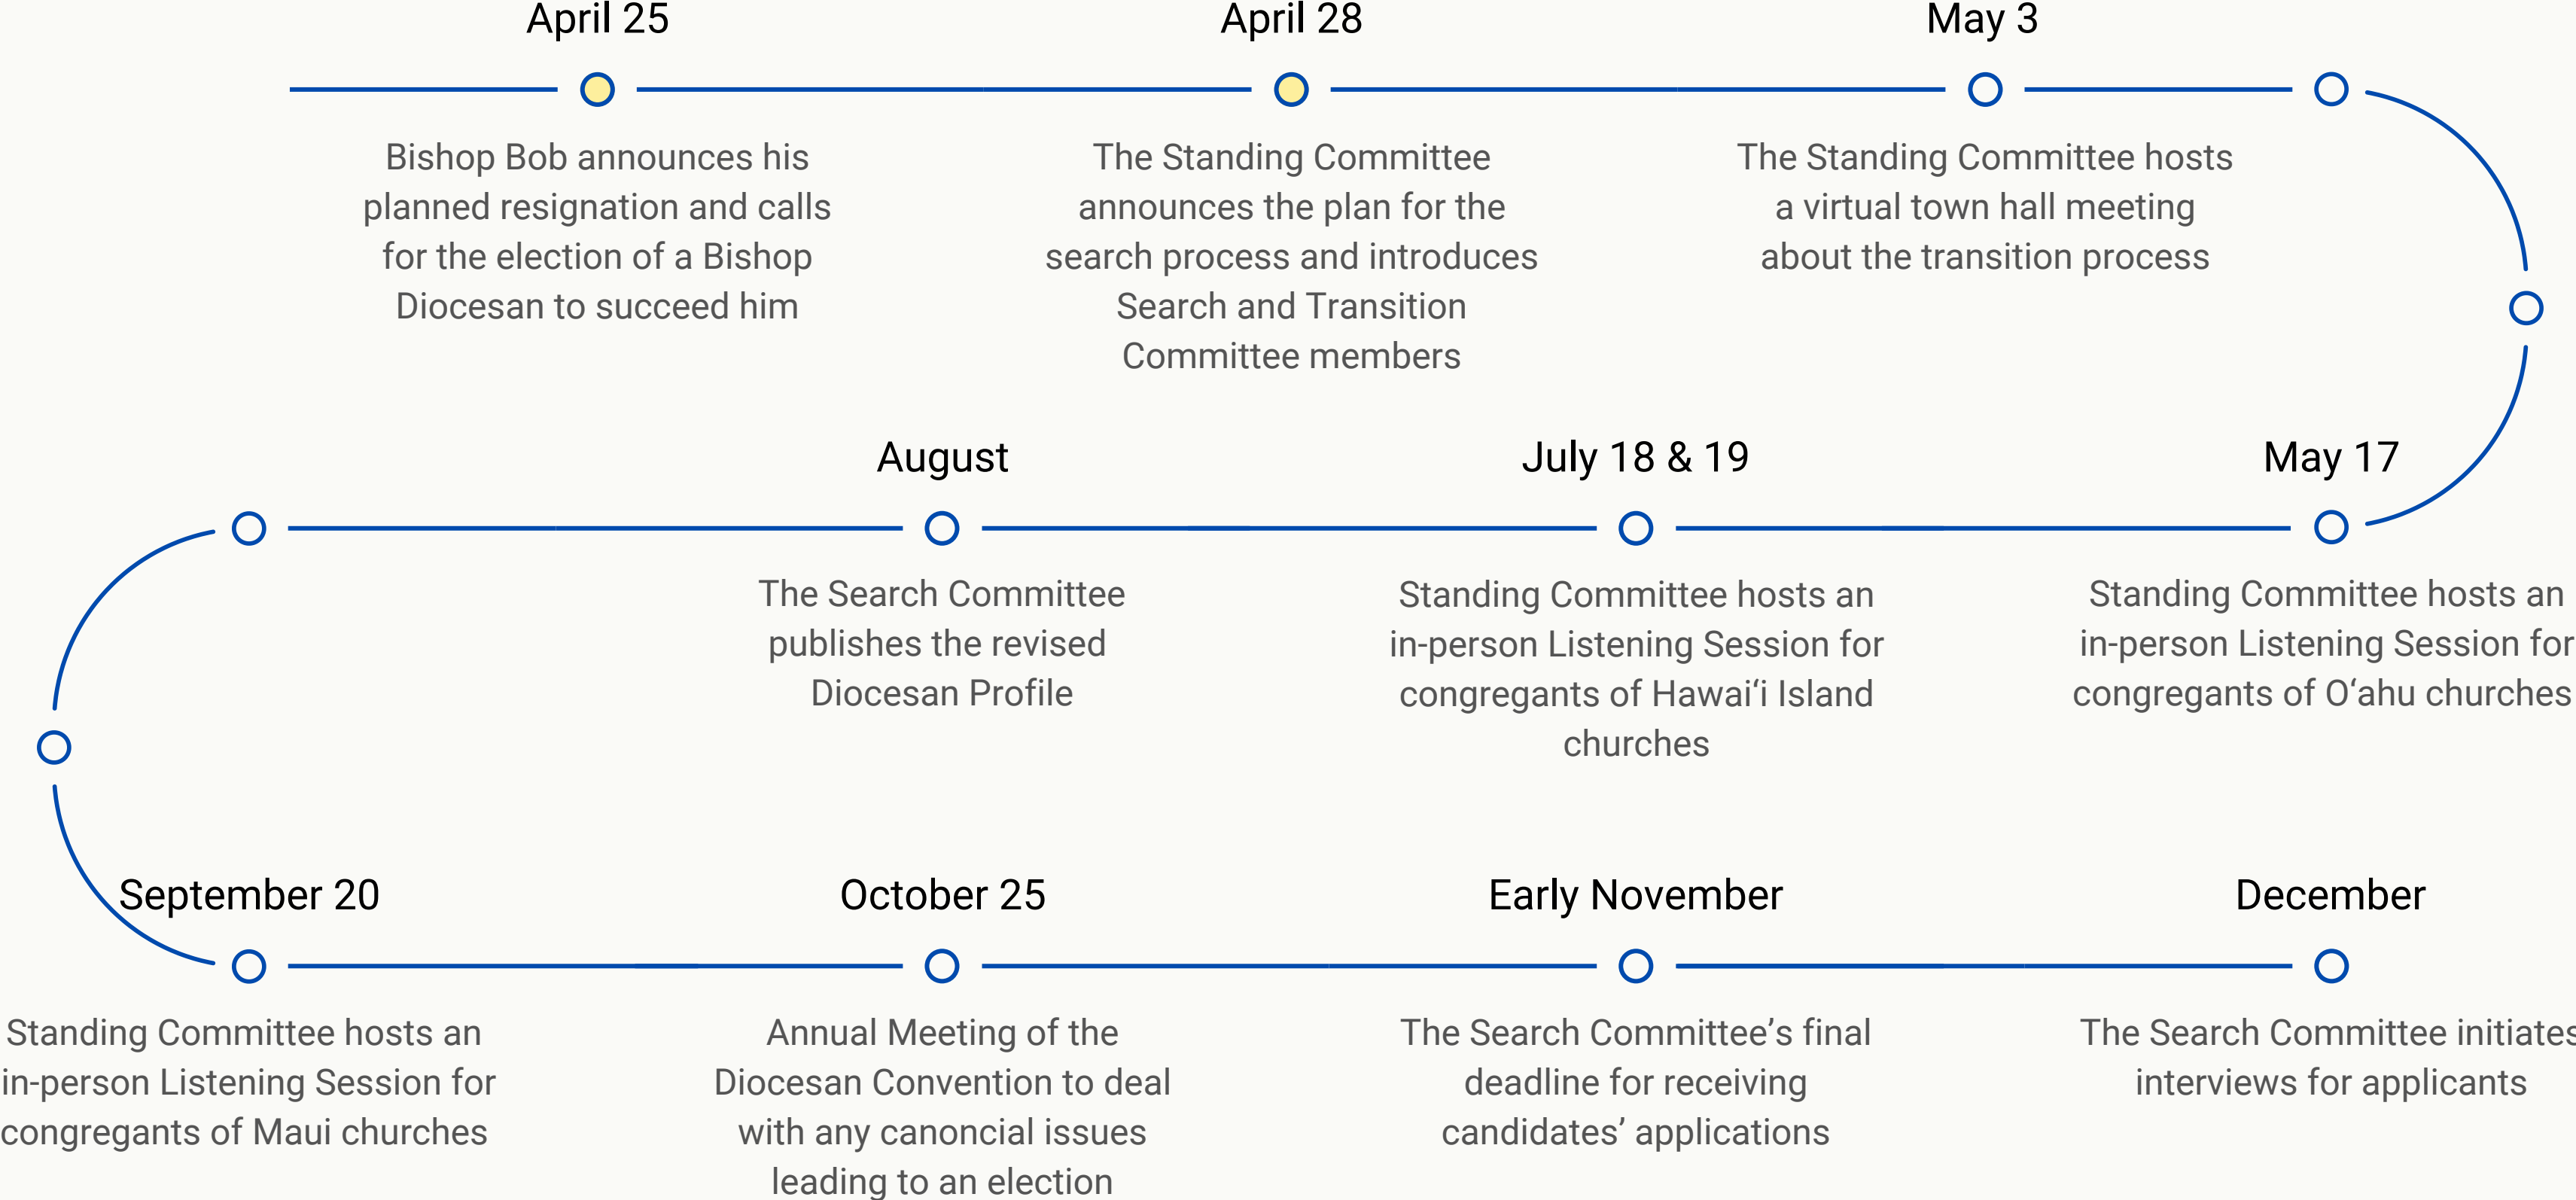 April 25
Bishop Bob announces his
planned resignation and calls
for the election of a Bishop
Diocesan to succeed him
April 28
The Standing Committee
announces the plan for the
search process and introduces
Search and Transition
Committee members
May 3
The Standing Committee hosts
a virtual town hall meeting
about the transition process
May 17
Standing Committee hosts an
in-person Listening Session for
congregants of Oʻahu churches
July 18 & 19
Standing Committee hosts an
in-person Listening Session for
congregants of Hawaiʻi Island
churches
August
The Search Committee
publishes the revised
Diocesan Profile
September 20
Standing Committee hosts an
in-person Listening Session for
congregants of Maui churches
October 25
Annual Meeting of the
Diocesan Convention to deal
with any canoncial issues
leading to an election
Early November
The Search Committee’s final
deadline for receiving
candidates’ applications
December
The Search Committee initiates
interviews for applicants